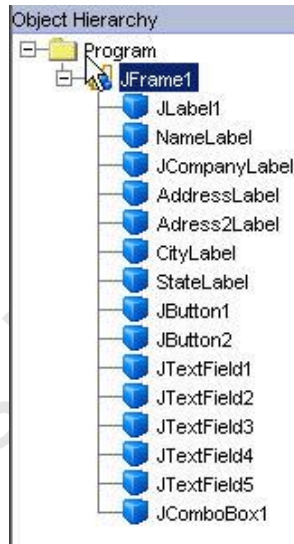 Object Hierarchy
Program
JFrame1
JLabel1
NameLabel
JCompanyLabel
AddressLabel
Adress2Label
CityLabel
StateLabel
JButton1
JButton2
JTextField1
JTextField2
JTextField3
JTextField4
JTextField5
JComboBox1